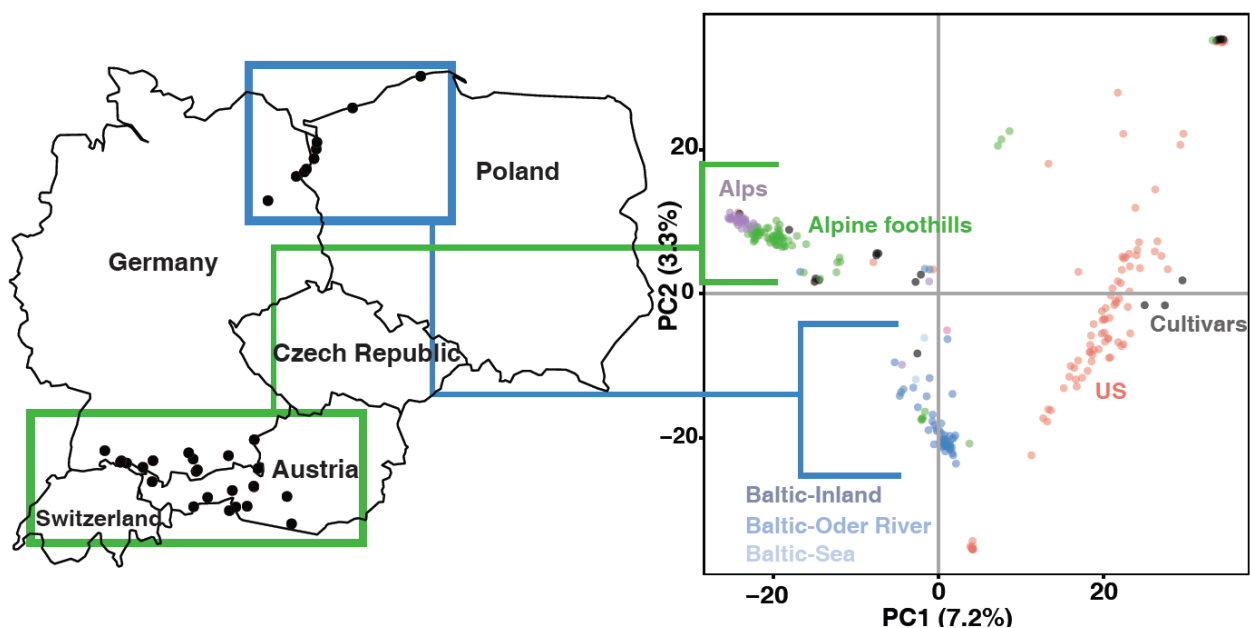 Germany
Poland
Czech Republic
Austria
Switzerland
20
0
−20
PC2 (3.3%)
Alps
Alpine foothills
Cultivars
US
Baltic-Inland
Baltic-Oder River
Baltic-Sea
−20
0
20
PC1 (7.2%)